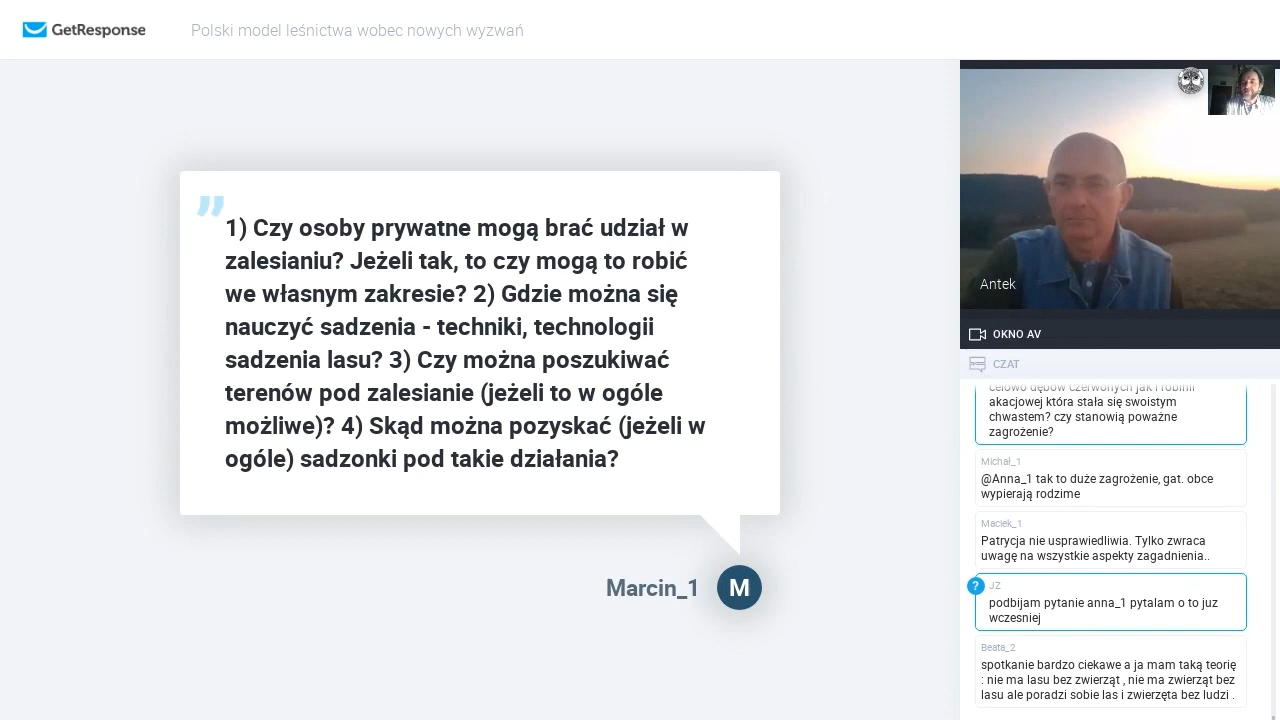 GetResponse
Polski model leśnictwa wobec nowych wyzwań
1) Czy osoby prywatne mogą brać udział w
zalesianiu? Jeżeli tak, to czy mogą to robić
we własnym zakresie? 2) Gdzie można się
nauczyć sadzenia - techniki, technologii
sadzenia lasu? 3) Czy można poszukiwać
terenów pod zalesianie (jeżeli to w ogóle
możliwe)? 4) Skąd można pozyskać (jeżeli w
ogóle) sadzonki pod takie działania?
Marcin_1
M
Antek
OKNO AV
CZAT
celowo dębów czerwonych jak i robinii
akacjowej która stała się swoistym
chwastem? czy stanowią poważne
zagrożenie?
Michał_1
@Anna_1 tak to duże zagrożenie, gat. obce
wypierają rodzime
Maciek_1
Patrycja nie usprawiedliwia. Tylko zwraca
uwagę na wszystkie aspekty zagadnienia..
?
JZ
podbijam pytanie anna_1 pytalam o to juz
wczesniej
Beata_2
spotkanie bardzo ciekawe a ja mam taką teorię
: nie ma lasu bez zwierząt , nie ma zwierząt bez
lasu ale poradzi sobie las i zwierzęta bez ludzi .